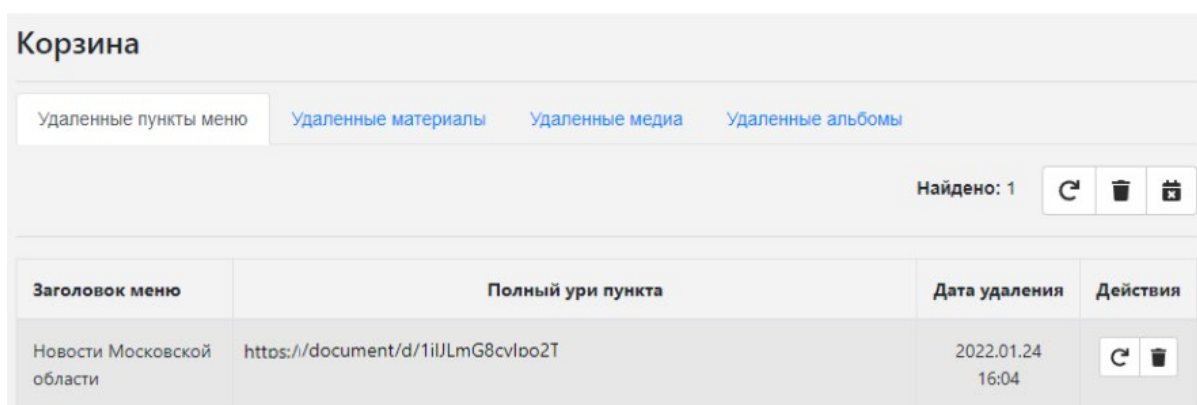 Корзина
Удаленные пункты меню Удаленные материалы Удаленные медиа Удаленные альбомы
Найдено: 1
Заголовок меню Полный ури пункта Дата удаления Действия
Новости Московской https://document/d/1ilJLmG8cvlpo2T 2022.01.24
области 16:04